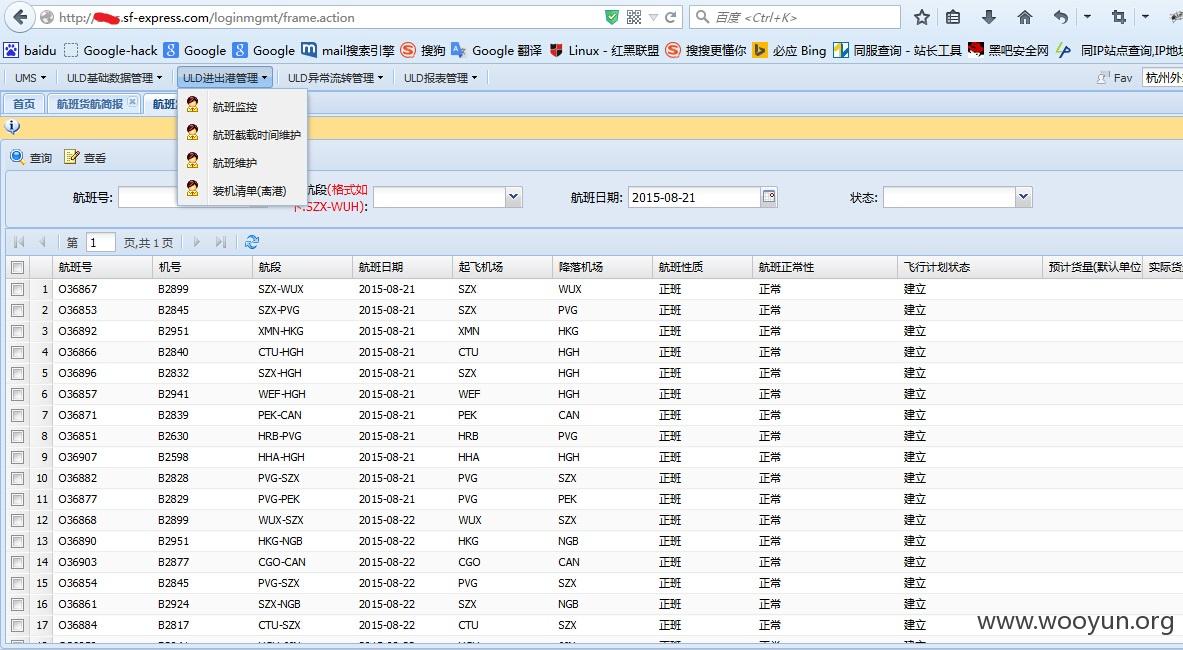 http:// .sf-express.com/loginmgmt/frame.action
百度 <Ctrl+K>
baidu Google-hack Google Google mail搜索引擎 搜狗 Google 翻译 Linux - 红黑联盟 搜搜更懂你 必应 Bing 同服查询 - 站长工具 黑吧安全网 同IP站点查询,IP地
UMS ULD基础数据管理 ULD进出港管理 ULD异常流转管理 ULD报表管理 Fav 杭州外
首页 航班货航简报 航班
航班监控
航班截载时间维护
航班维护
装机清单(离港)
查询 查看
航班号: 航段(格式如
下:SZX-WUH): 航班日期: 2015-08-21 状态:
第 1 页,共 1 页
航班号 机号 航段 航班日期 起飞机场 降落机场 航班性质 航班正常性 飞行计划状态 预计货量(默认单位 实际货
1 O36867 B2899 SZX-WUX 2015-08-21 SZX WUX 正班 正常 建立
2 O36853 B2845 SZX-PVG 2015-08-21 SZX PVG 正班 正常 建立
3 O36892 B2951 XMN-HKG 2015-08-21 XMN HKG 正班 正常 建立
4 O36866 B2840 CTU-HGH 2015-08-21 CTU HGH 正班 正常 建立
5 O36896 B2832 SZX-HGH 2015-08-21 SZX HGH 正班 正常 建立
6 O36857 B2941 WEF-HGH 2015-08-21 WEF HGH 正班 正常 建立
7 O36871 B2839 PEK-CAN 2015-08-21 PEK CAN 正班 正常 建立
8 O36851 B2630 HRB-PVG 2015-08-21 HRB PVG 正班 正常 建立
9 O36907 B2598 HHA-HGH 2015-08-21 HHA HGH 正班 正常 建立
10 O36882 B2828 PVG-SZX 2015-08-21 PVG SZX 正班 正常 建立
11 O36877 B2829 PVG-PEK 2015-08-21 PVG PEK 正班 正常 建立
12 O36868 B2899 WUX-SZX 2015-08-22 WUX SZX 正班 正常 建立
13 O36890 B2951 HKG-NGB 2015-08-22 HKG NGB 正班 正常 建立
14 O36903 B2877 CGO-CAN 2015-08-22 CGO CAN 正班 正常 建立
15 O36854 B2845 PVG-SZX 2015-08-22 PVG SZX 正班 正常 建立
16 O36861 B2924 SZX-NGB 2015-08-22 SZX NGB 正班 正常 建立
17 O36884 B2817 CTU-SZX 2015-08-22 CTU SZX 正班 正常 建立
www.wooyun.org